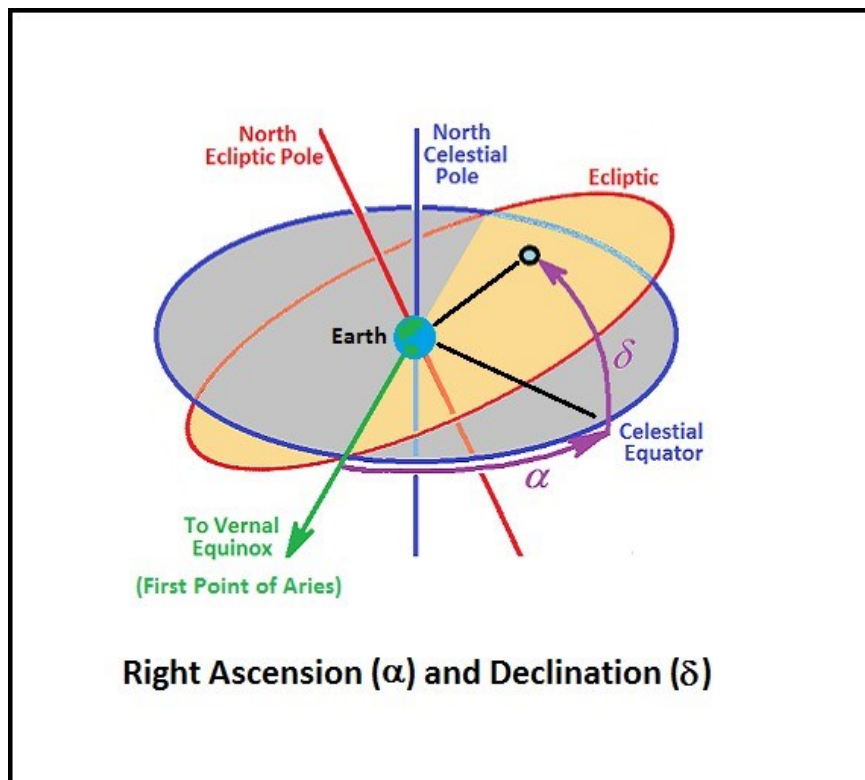 North
Ecliptic Pole
North
Celestial
Pole
Ecliptic
Earth
δ
Celestial
Equator
α
To Vernal
Equinox
(First Point of Aries)
Right Ascension (α) and Declination (δ)